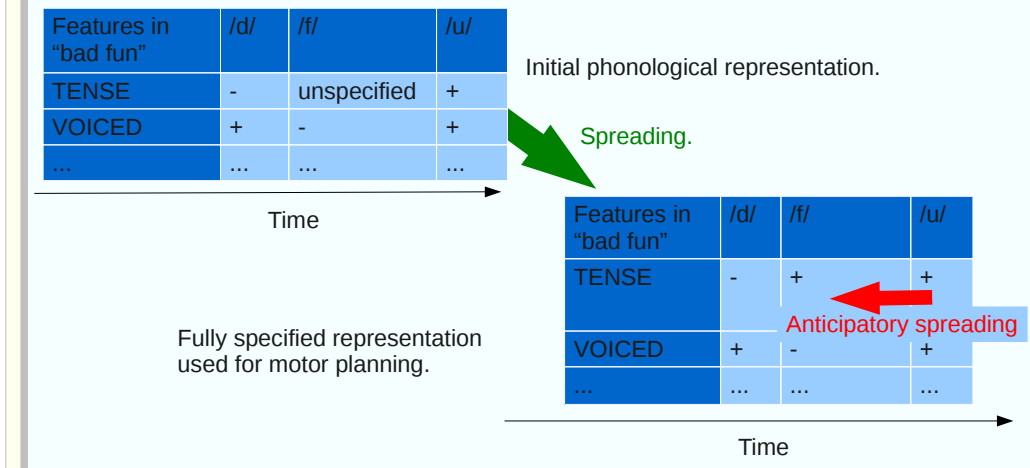 Features in /d/ /f/ /u/
“bad fun”
TENSE - unspecified +
VOICED + - +
... ... ... ...
Time
Initial phonological representation.
Spreading.
Features in /d/ /f/ /u/
“bad fun”
TENSE - + +
Anticipatory spreading
VOICED + - +
... ... ... ...
Time
Fully specified representation
used for motor planning.